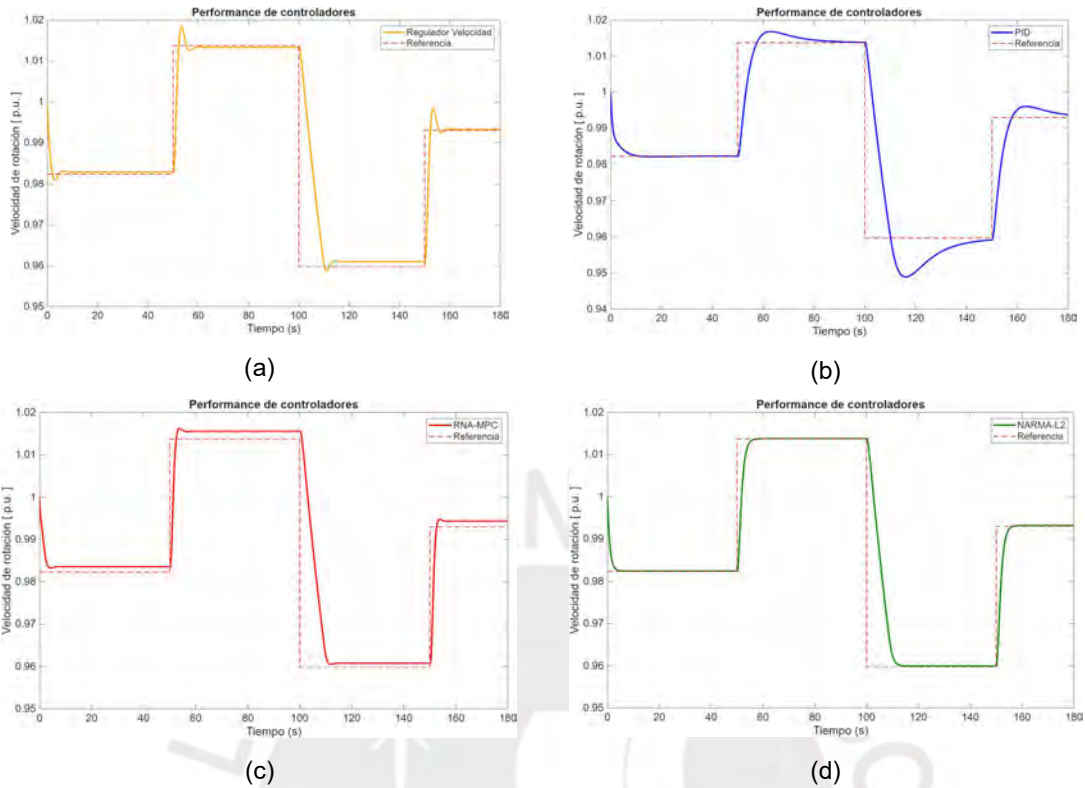 Performance de controladores
Regulador Velocidad
Referencia
Velocidad de rotación [ p.u. ]
1.02
1.01
1
0.99
0.98
0.97
0.96
0.95
0 20 40 60 80 100 120 140 160 180
Tiempo (s)
(a)
Performance de controladores
PID
Referencia
Velocidad de rotación [ p.u. ]
1.02
1.01
1
0.99
0.98
0.97
0.96
0.95
0.94
0 20 40 60 80 100 120 140 160 180
Tiempo (s)
(b)
Performance de controladores
RNA-MPC
Referencia
Velocidad de rotación [ p.u. ]
1.02
1.01
1
0.99
0.98
0.97
0.96
0.95
0 20 40 60 80 100 120 140 160 180
Tiempo (s)
(c)
Performance de controladores
NARMA-L2
Referencia
Velocidad de rotación [ p.u. ]
1.02
1.01
1
0.99
0.98
0.97
0.96
0.95
0 20 40 60 80 100 120 140 160 180
Tiempo (s)
(d)